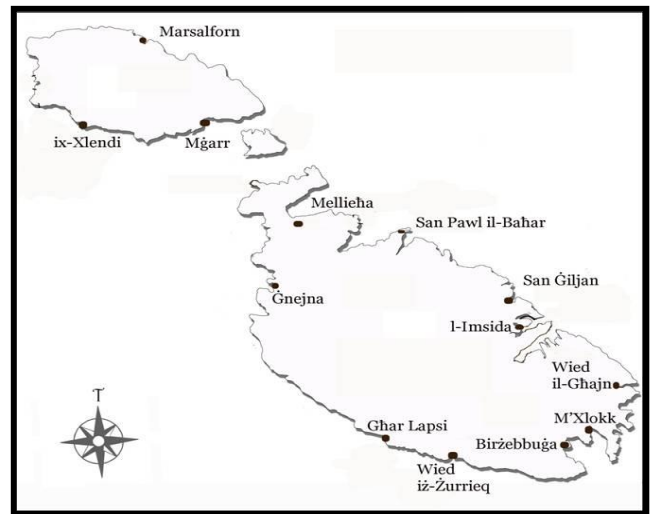 Marsalforn
ix-Xlendi
Mġarr
Mellieħa
San Pawl il-Baħar
Ġnejna
San Ġiljan
l-Imsida
Wied
il-Għajn
M'Xlokk
Għar Lapsi
Birżebbuġa
Wied
iż-Żurrieq
T